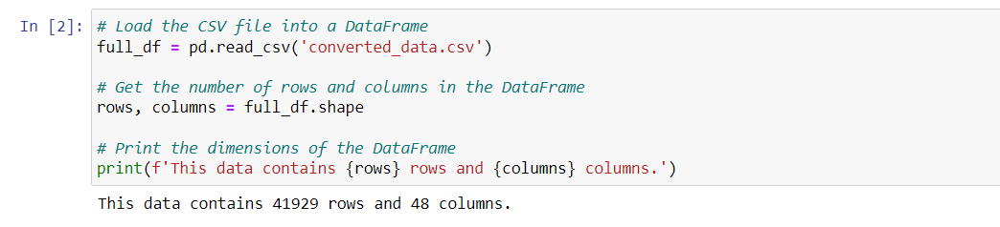 In [2]: # Load the CSV file into a DataFrame
full_df = pd.read_csv('converted_data.csv')
# Get the number of rows and columns in the DataFrame
rows, columns = full_df.shape
# Print the dimensions of the DataFrame
print(f'This data contains {rows} rows and {columns} columns.')
This data contains 41929 rows and 48 columns.